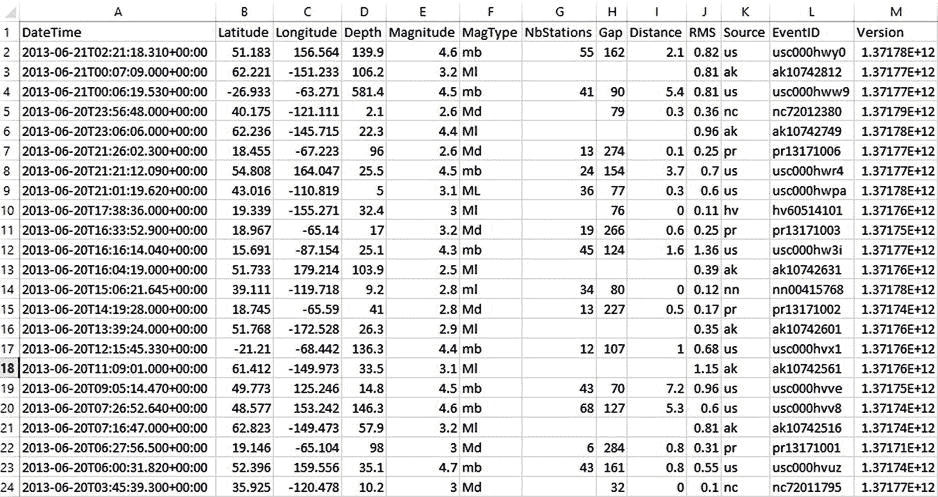 A B C D E F G H I J K L M
1 DateTime Latitude Longitude Depth Magnitude MagType NbStations Gap Distance RMS Source EventID Version
2 2013-06-21T02:21:18.310+00:00 51.183 156.564 139.9 4.6 mb 55 162 2.1 0.82 us usc000hwy0 1.37178E+12
3 2013-06-21T00:07:09.000+00:00 62.221 -151.233 106.2 3.2 Ml 0.81 ak ak10742812 1.37177E+12
4 2013-06-21T00:06:19.530+00:00 -26.933 -63.271 581.4 4.5 mb 41 90 5.4 0.81 us usc000hww9 1.37177E+12
5 2013-06-20T23:56:48.000+00:00 40.175 -121.111 2.1 2.6 Md 79 0.3 0.36 nc nc72012380 1.37179E+12
6 2013-06-20T23:06:06.000+00:00 62.236 -145.715 22.3 4.4 Ml 0.96 ak ak10742749 1.37178E+12
7 2013-06-20T21:26:02.300+00:00 18.455 -67.223 96 2.6 Md 13 274 0.1 0.25 pr pr13171006 1.37177E+12
8 2013-06-20T21:21:12.090+00:00 54.808 164.047 25.5 4.5 mb 24 154 3.7 0.7 us usc000hwr4 1.37177E+12
9 2013-06-20T21:01:19.620+00:00 43.016 -110.819 5 3.1 ML 36 77 0.3 0.6 us usc000hwpa 1.37178E+12
10 2013-06-20T17:38:36.000+00:00 19.339 -155.271 32.4 3 Ml 76 0 0.11 hv hv60514101 1.37176E+12
11 2013-06-20T16:33:52.900+00:00 18.967 -65.14 17 3.2 Md 19 266 0.6 0.25 pr pr13171003 1.37175E+12
12 2013-06-20T16:16:14.040+00:00 15.691 -87.154 25.1 4.3 mb 45 124 1.6 1.36 us usc000hw3i 1.37177E+12
13 2013-06-20T16:04:19.000+00:00 51.733 179.214 103.9 2.5 Ml 0.39 ak ak10742631 1.37176E+12
14 2013-06-20T15:06:21.645+00:00 39.111 -119.718 9.2 2.8 ml 34 80 0 0.12 nn nn00415768 1.37178E+12
15 2013-06-20T14:19:28.000+00:00 18.745 -65.59 41 2.8 Md 13 227 0.5 0.17 pr pr13171002 1.37174E+12
16 2013-06-20T13:39:24.000+00:00 51.768 -172.528 26.3 2.9 Ml 0.35 ak ak10742601 1.37176E+12
17 2013-06-20T12:15:45.330+00:00 -21.21 -68.442 136.3 4.4 mb 12 107 1 0.68 us usc000hvx1 1.37176E+12
18 2013-06-20T11:09:01.000+00:00 61.412 -149.973 33.5 3.1 Ml 1.15 ak ak10742561 1.37176E+12
19 2013-06-20T09:05:14.470+00:00 49.773 125.246 14.8 4.5 mb 43 70 7.2 0.96 us usc000hvve 1.37175E+12
20 2013-06-20T07:26:52.640+00:00 48.577 153.242 146.3 4.6 mb 68 127 5.3 0.6 us usc000hvv8 1.37174E+12
21 2013-06-20T07:16:47.000+00:00 62.823 -149.473 57.9 3.2 Ml 0.81 ak ak10742516 1.37174E+12
22 2013-06-20T06:27:56.500+00:00 19.146 -65.104 98 3 Md 6 284 0.8 0.31 pr pr13171001 1.3717E+12
23 2013-06-20T06:00:31.820+00:00 52.396 159.556 35.1 4.7 mb 43 161 0.8 0.55 us usc000hvuz 1.37174E+12
24 2013-06-20T03:45:39.300+00:00 35.925 -120.478 10.2 3 Md 32 0 0.1 nc nc72011795 1.37177E+12